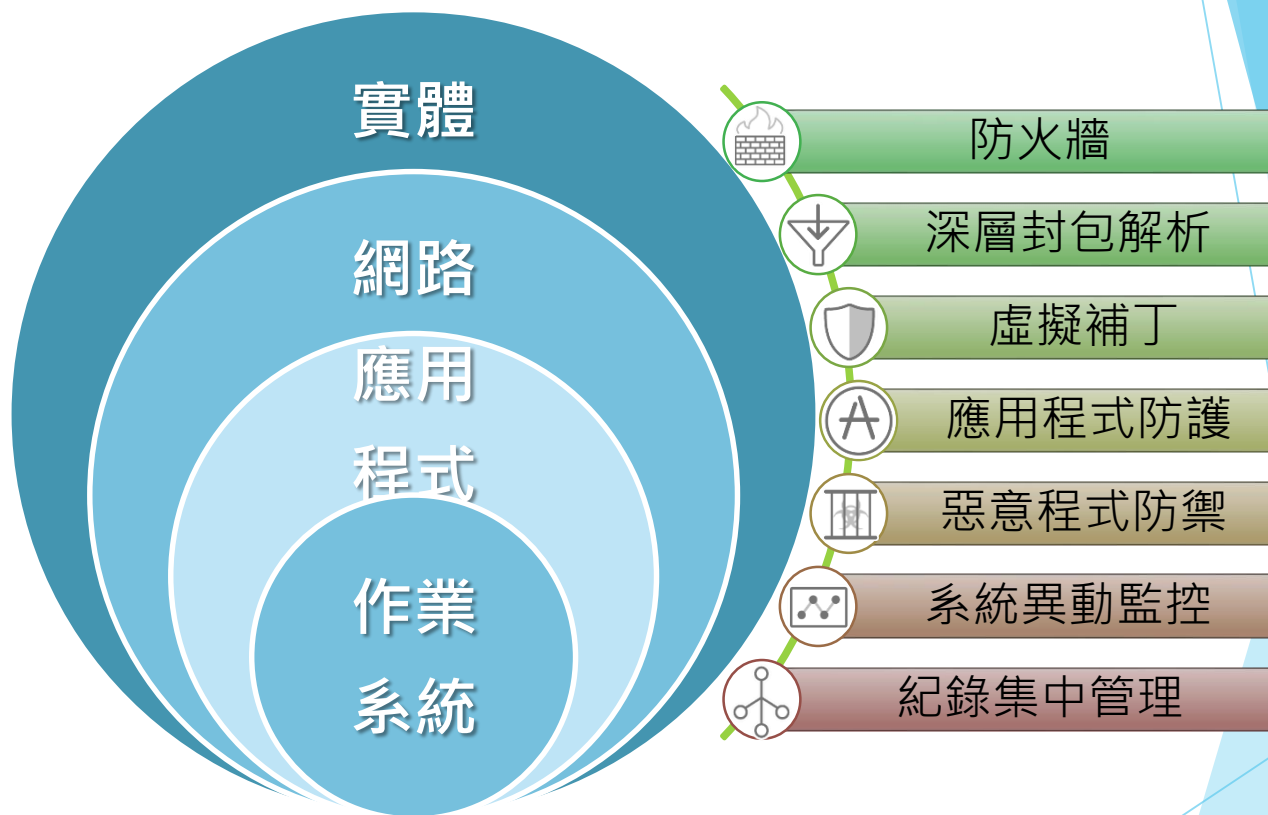 實體
網路
應用
程式
作業
系統
防火牆
深層封包解析
虛擬補丁
應用程式防護
惡意程式防禦
系統異動監控
紀錄集中管理